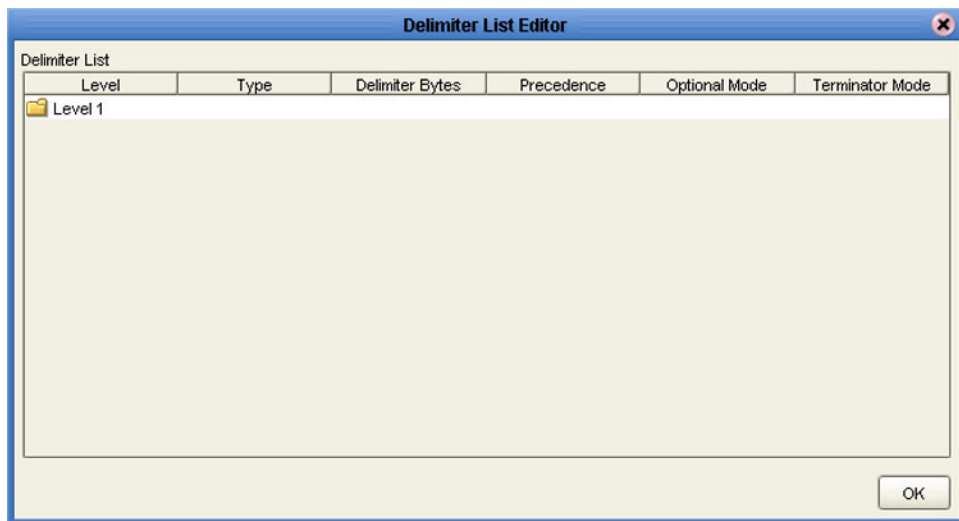 Delimiter List Editor
Delimiter List
Level Type Delimiter Bytes Precedence Optional Mode Terminator Mode
Level 1
OK